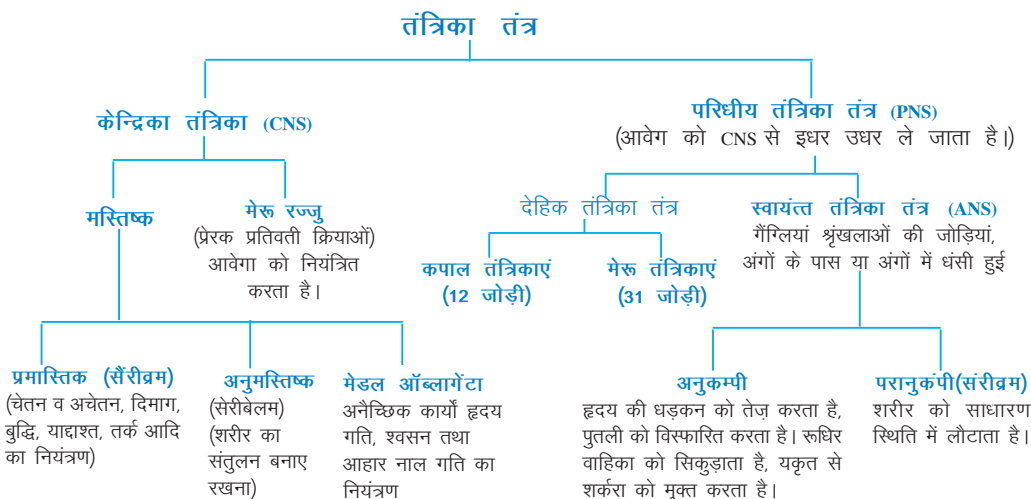 तंत्रिका तंत्र
केन्द्रिका तंत्रिका (CNS)
परिधीय तंत्रिका तंत्र (PNS)
(आवेग को CNS से इधर उधर ले जाता है।)
मस्तिष्क
मेरू रज्जु
(प्रेरक प्रतिवती क्रियाओं)
आवेगा को नियंत्रित
करता है।
देहिक तंत्रिका तंत्र
स्वायंत्त तंत्रिका तंत्र (ANS)
गैंग्लियां श्रृंखलाओं की जोड़ियां,
अंगों के पास या अंगों में धंसी हुई
कपाल तंत्रिकाएं
(12 जोड़ी)
मेरू तंत्रिकाएं
(31 जोड़ी)
प्रमास्तिक (सैंरीव्रम)
(चेतन व अचेतन, दिमाग,
बुद्धि, याद्दाश्त, तर्क आदि
का नियंत्रण)
अनुमस्तिष्क
(सेरीबेलम)
(शरीर का
संतुलन बनाए
रखना)
मेडल ऑब्लागेंटा
अनैच्छिक कार्यों हृदय
गति, श्वसन तथा
आहार नाल गति का
नियंत्रण
अनुकम्पी
हृदय की धड़कन को तेज़ करता है,
पुतली को विस्फारित करता है। रूधिर
वाहिका को सिकुड़ाता है, यकृत से
शर्करा को मुक्त करता है।
परानुकंपी(संरीव्रम)
शरीर को साधारण
स्थिति में लौटाता है।